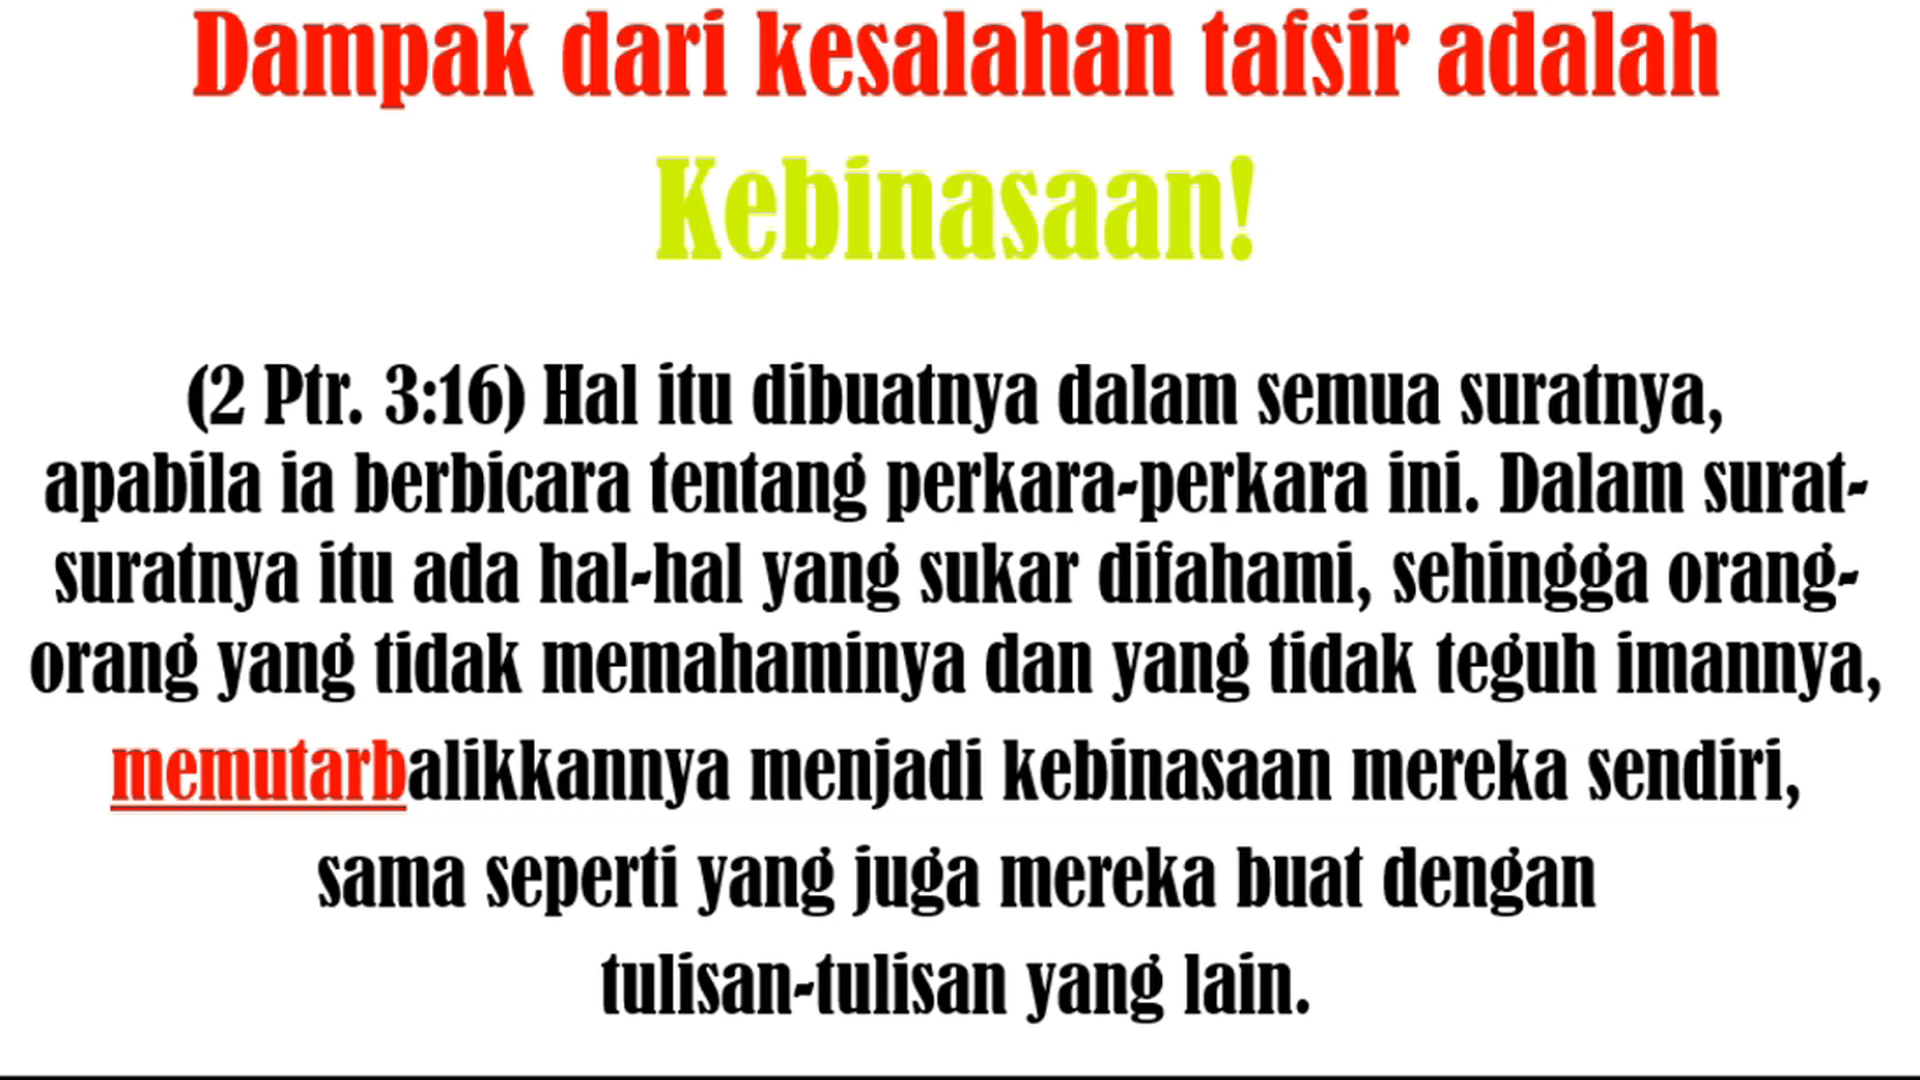 Dampak dari kesalahan tafsir adalah
Kebinasaan!
(2 Ptr. 3:16) Hal itu dibuatnya dalam semua suratnya,
apabila ia berbicara tentang perkara-perkara ini. Dalam surat-
suratnya itu ada hal-hal yang sukar difahami, sehingga orang-
orang yang tidak memahaminya dan yang tidak teguh imannya,
memutarbalikkannya menjadi kebinasaan mereka sendiri,
sama seperti yang juga mereka buat dengan
tulisan-tulisan yang lain.